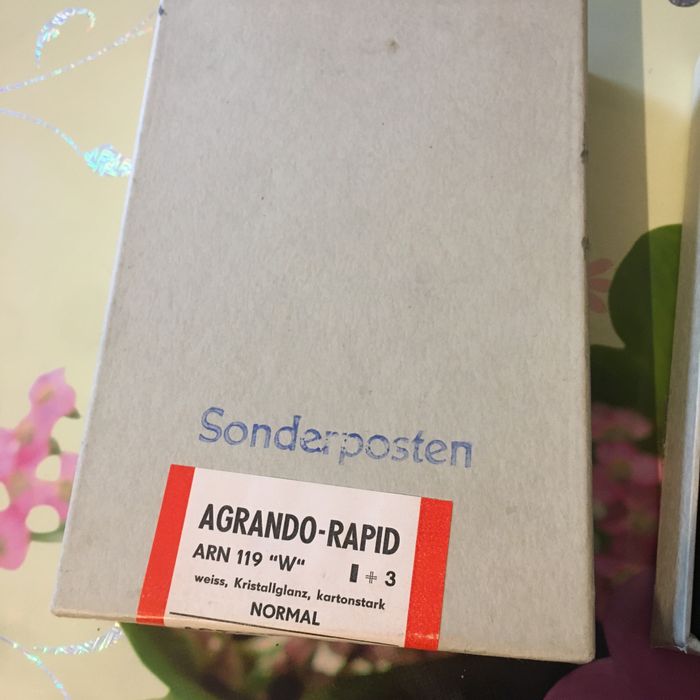 Sonderposten
AGRANDO-RAPID
ARN 119 "W"
▮ + 3
weiss, Kristallglanz, kartonstark
NORMAL